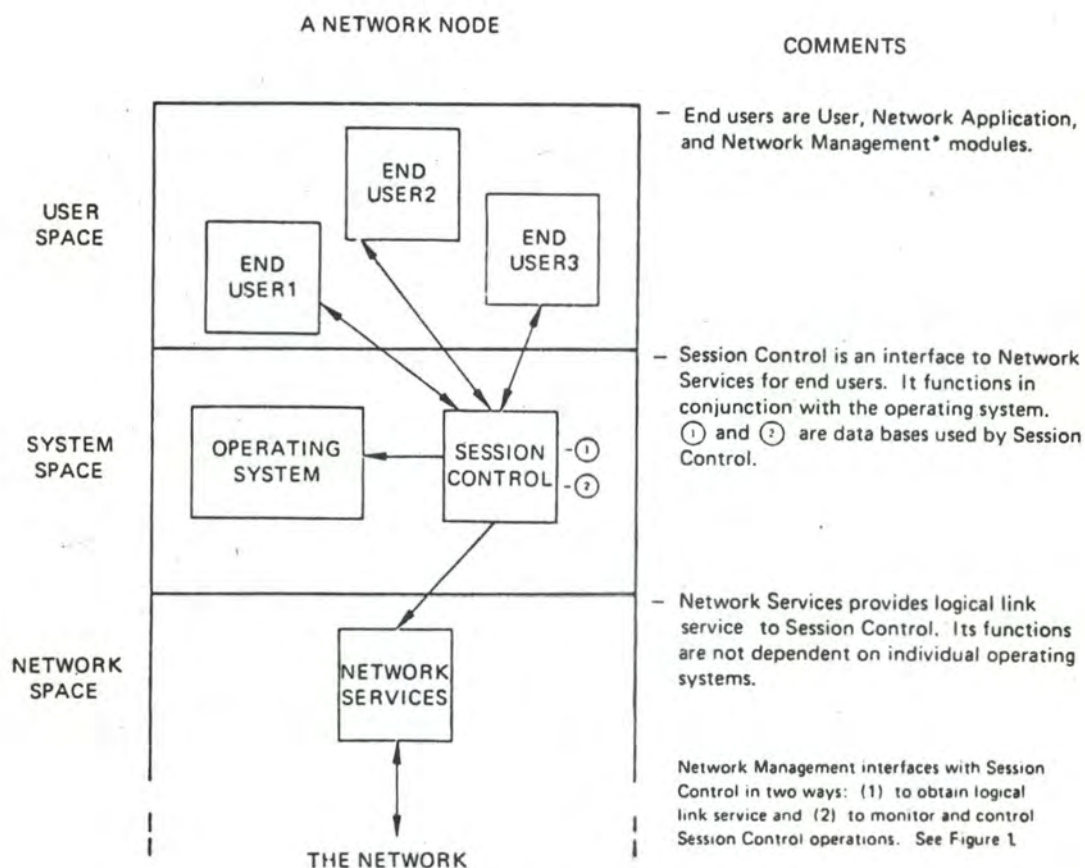 A NETWORK NODE
COMMENTS
USER
SPACE
END
USER1
END
USER2
END
USER3
– End users are User, Network Application,
and Network Management* modules.
SYSTEM
SPACE
OPERATING
SYSTEM
SESSION
CONTROL
-①
-②
– Session Control is an interface to Network
Services for end users. It functions in
conjunction with the operating system.
① and ② are data bases used by Session
Control.
NETWORK
SPACE
NETWORK
SERVICES
– Network Services provides logical link
service to Session Control. Its functions
are not dependent on individual operating
systems.
Network Management interfaces with Session
Control in two ways: (1) to obtain logical
link service and (2) to monitor and control
Session Control operations. See Figure 1.
THE NETWORK